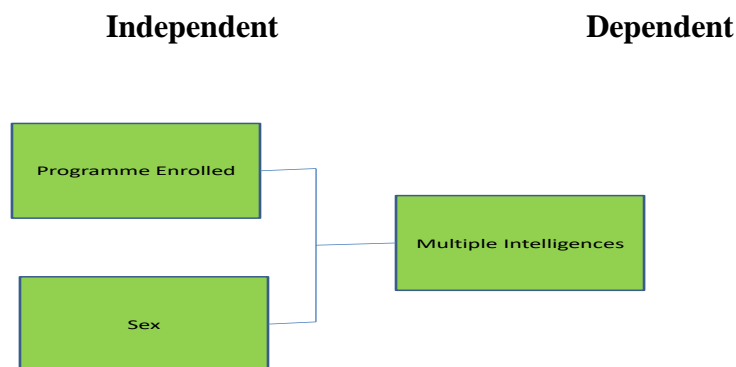 Independent
Dependent
Programme Enrolled
Multiple Intelligences
Sex